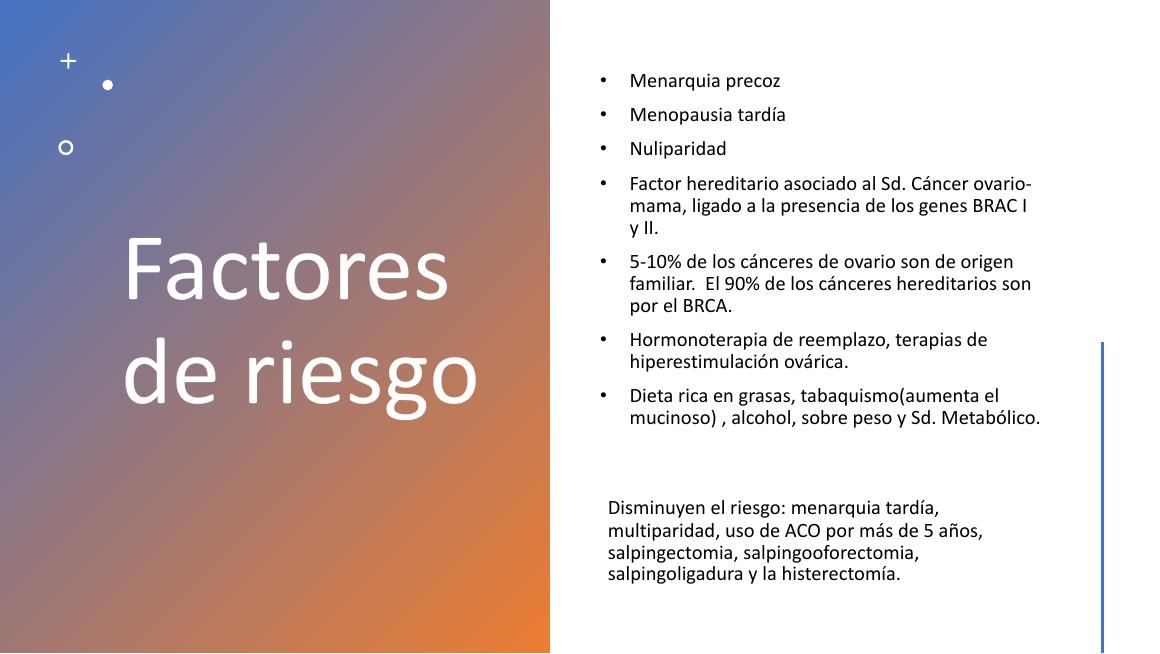 Factores
de riesgo
• Menarquia precoz
• Menopausia tardía
• Nuliparidad
• Factor hereditario asociado al Sd. Cáncer ovario-
mama, ligado a la presencia de los genes BRAC I
y II.
• 5-10% de los cánceres de ovario son de origen
familiar.  El 90% de los cánceres hereditarios son
por el BRCA.
• Hormonoterapia de reemplazo, terapias de
hiperestimulación ovárica.
• Dieta rica en grasas, tabaquismo(aumenta el
mucinoso) , alcohol, sobre peso y Sd. Metabólico.
Disminuyen el riesgo: menarquia tardía,
multiparidad, uso de ACO por más de 5 años,
salpingectomia, salpingooforectomia,
salpingoligadura y la histerectomía.